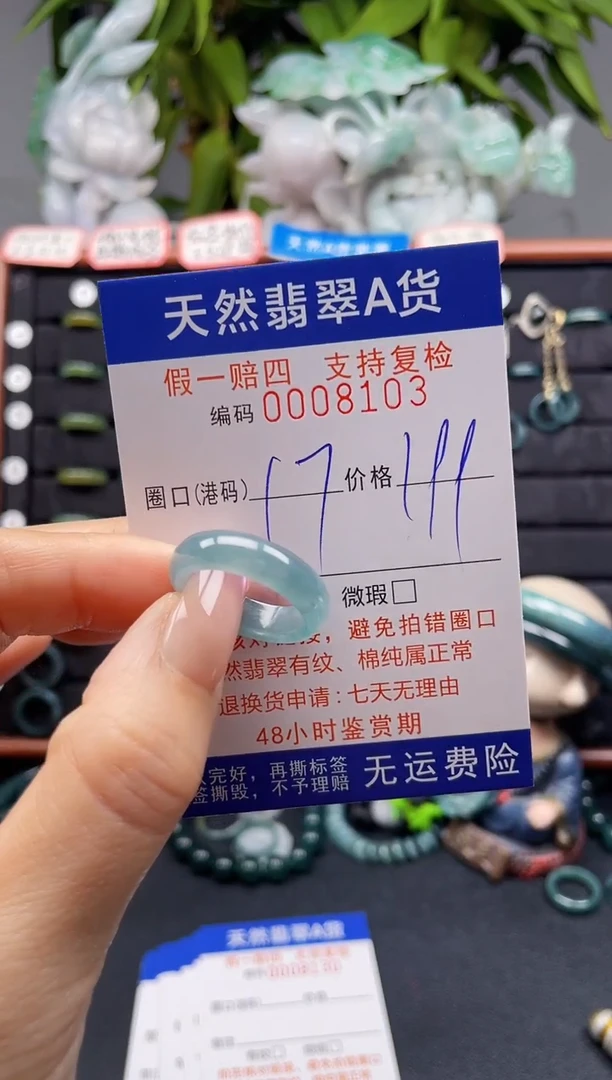 天然翡翠A货
假一赔四 支持复检
编码 0008103
圈口(港码) 17 价格 111
微瑕□
避免拍错圈口
然翡翠有纹、棉纯属正常
退换货申请：七天无理由
48小时鉴赏期
完好，再撕标签
签撕毁，不予理赔
无运费险
天然翡翠A货
0008130